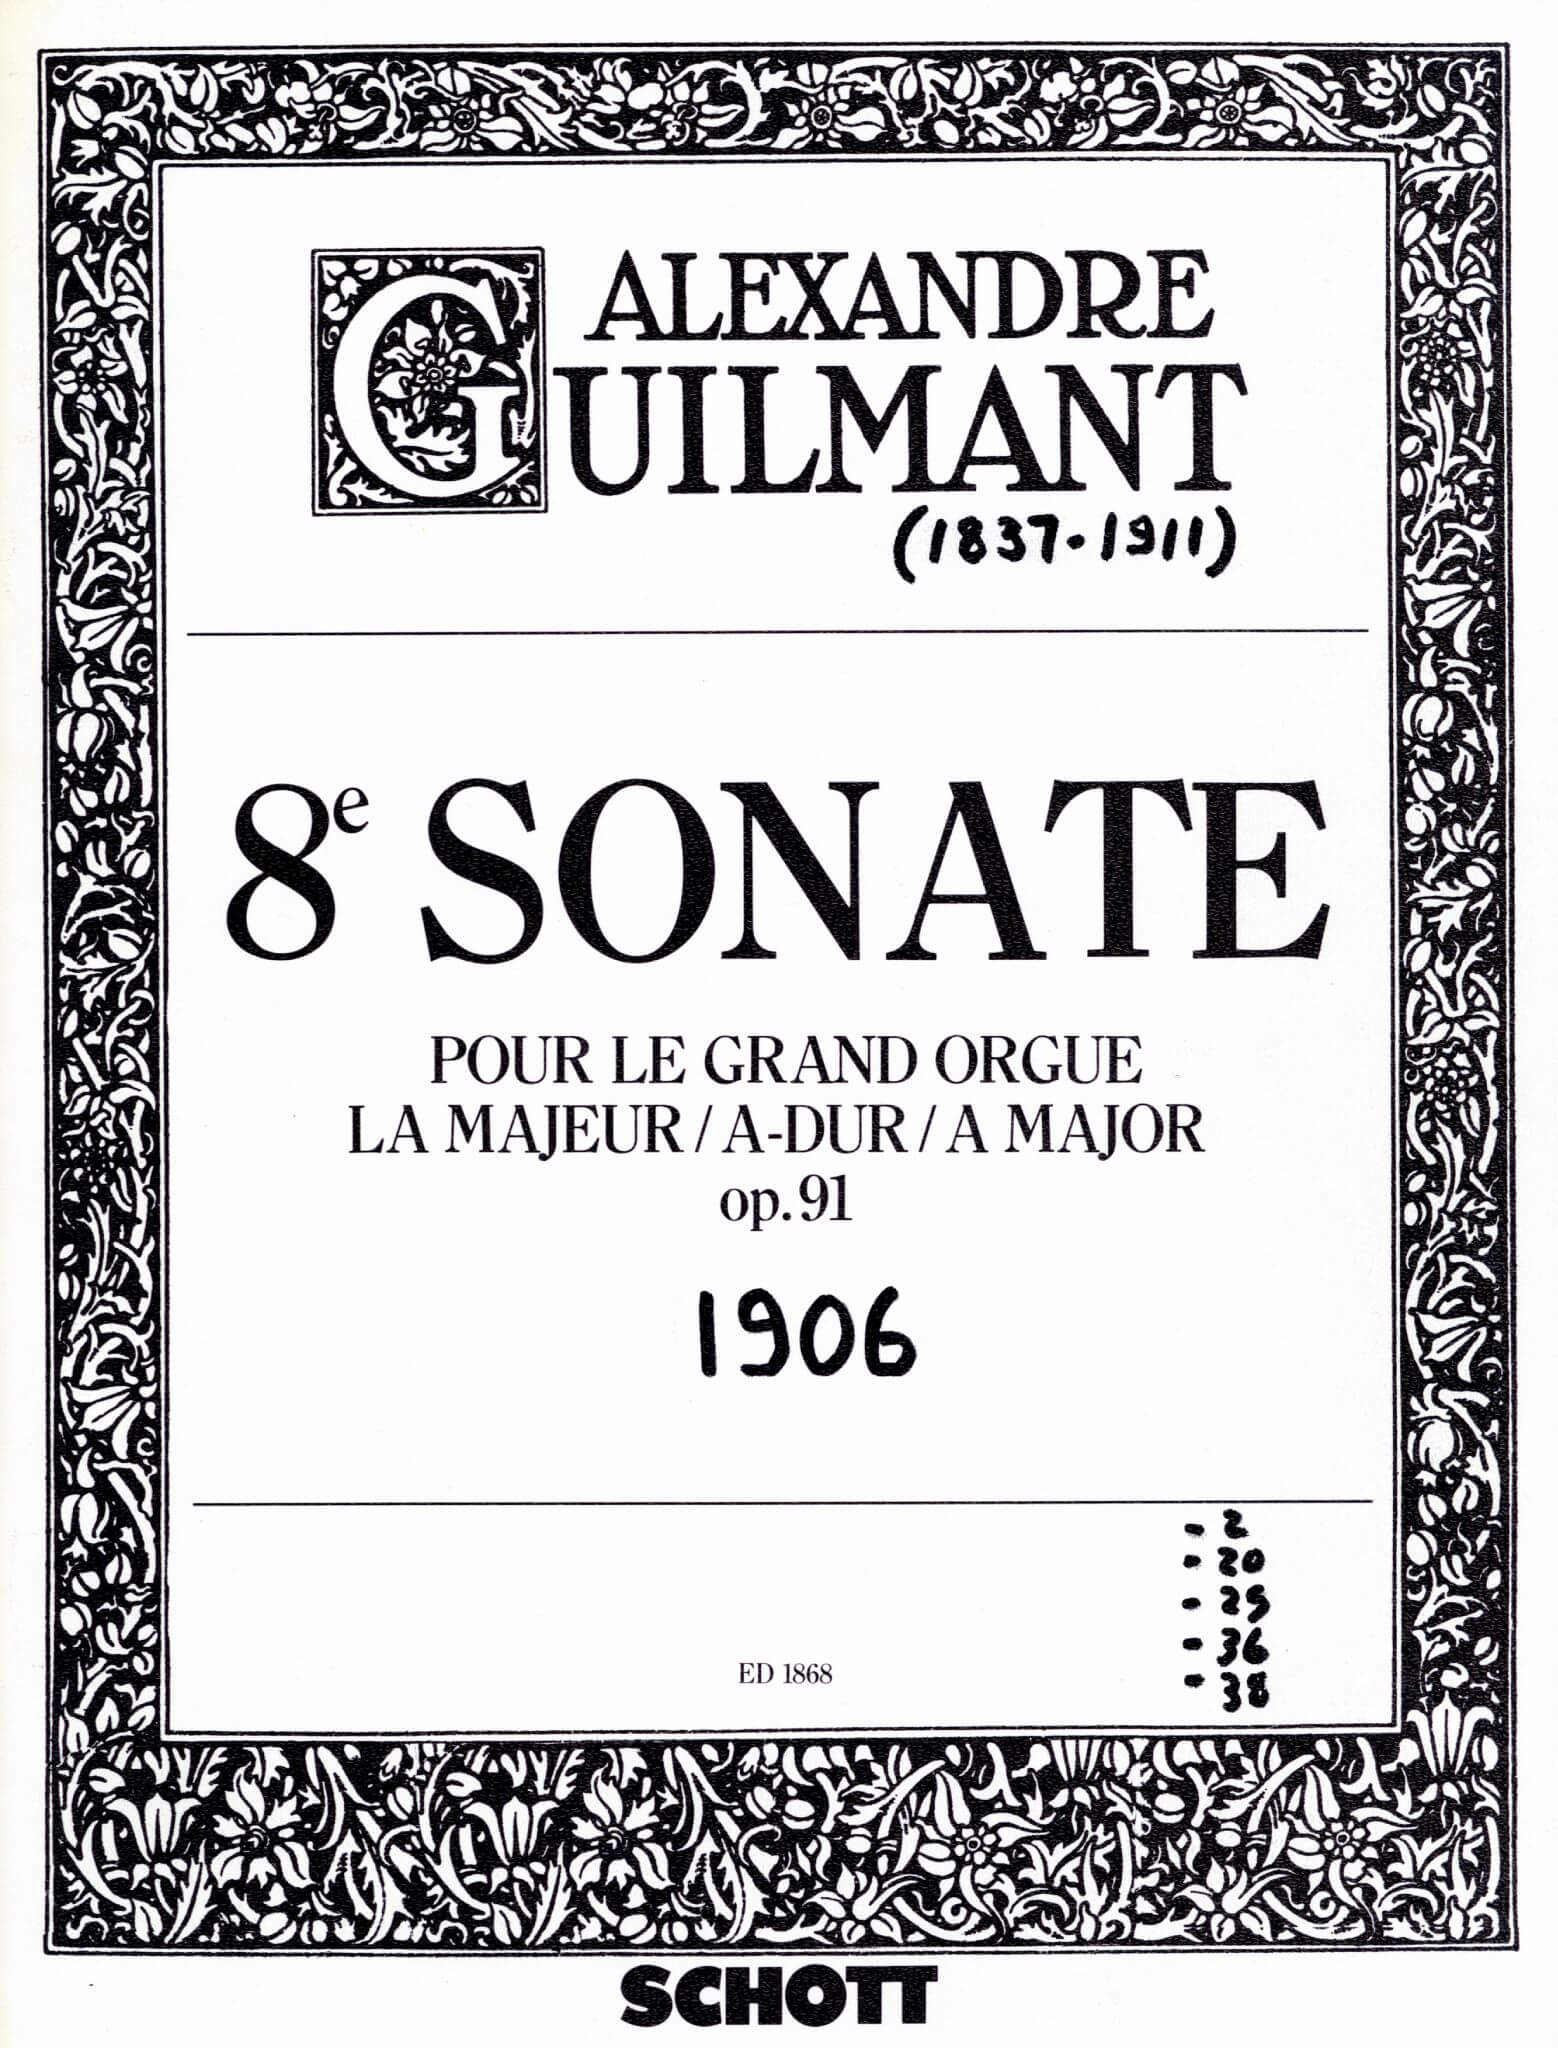 ALEXANDRE
GUILMANT
(1837-1911)
8e SONATE
POUR LE GRAND ORGUE
LA MAJEUR / A-DUR / A MAJOR
op. 91
1906
- 2
- 20
- 25
- 36
- 38
ED 1868
SCHOTT